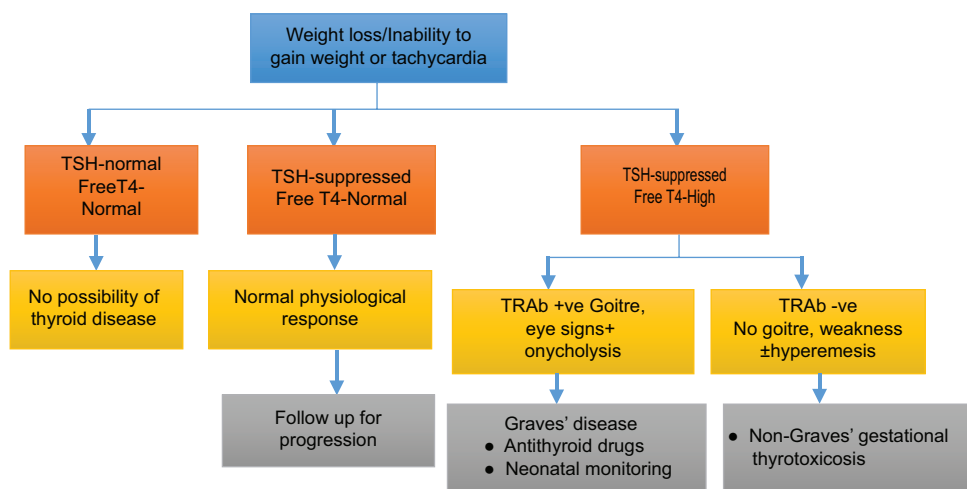 Weight loss/Inability to
gain weight or tachycardia
TSH-normal
FreeT4-
Normal
TSH-suppressed
Free T4-Normal
TSH-suppressed
Free T4-High
No possibility of
thyroid disease
Normal physiological
response
TRAb +ve Goitre,
eye signs+
onycholysis
TRAb -ve
No goitre, weakness
±hyperemesis
Follow up for
progression
Graves’ disease
● Antithyroid drugs
● Neonatal monitoring
● Non-Graves’ gestational
thyrotoxicosis